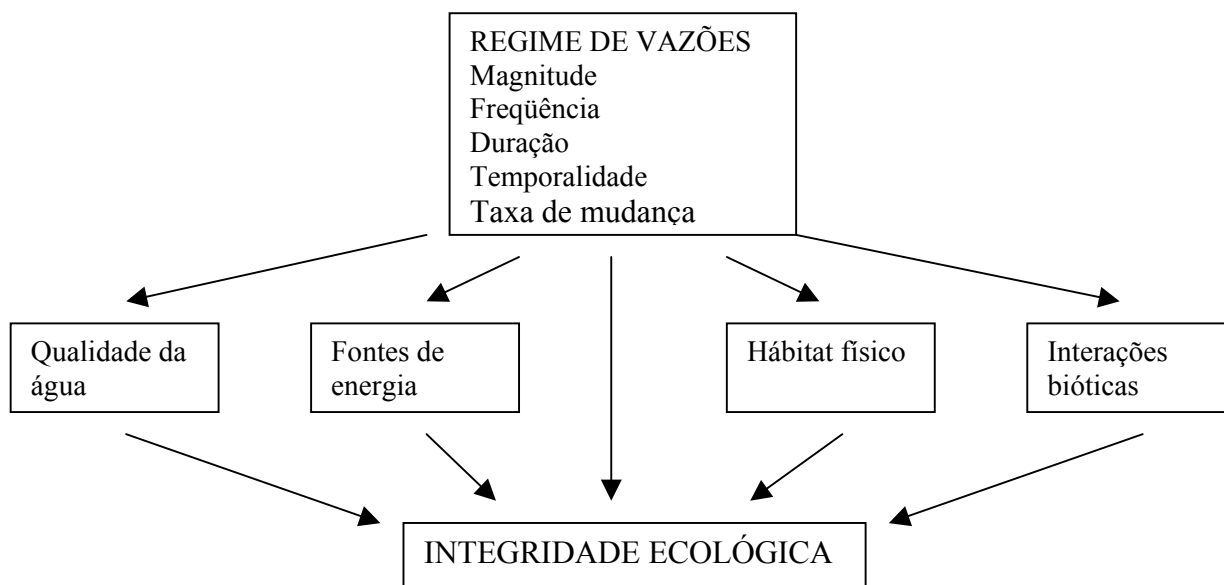 REGIME DE VAZÕES
Magnitude
Freqüência
Duração
Temporalidade
Taxa de mudança
Qualidade da
água
Fontes de
energia
Hábitat físico
Interações
bióticas
INTEGRIDADE ECOLÓGICA